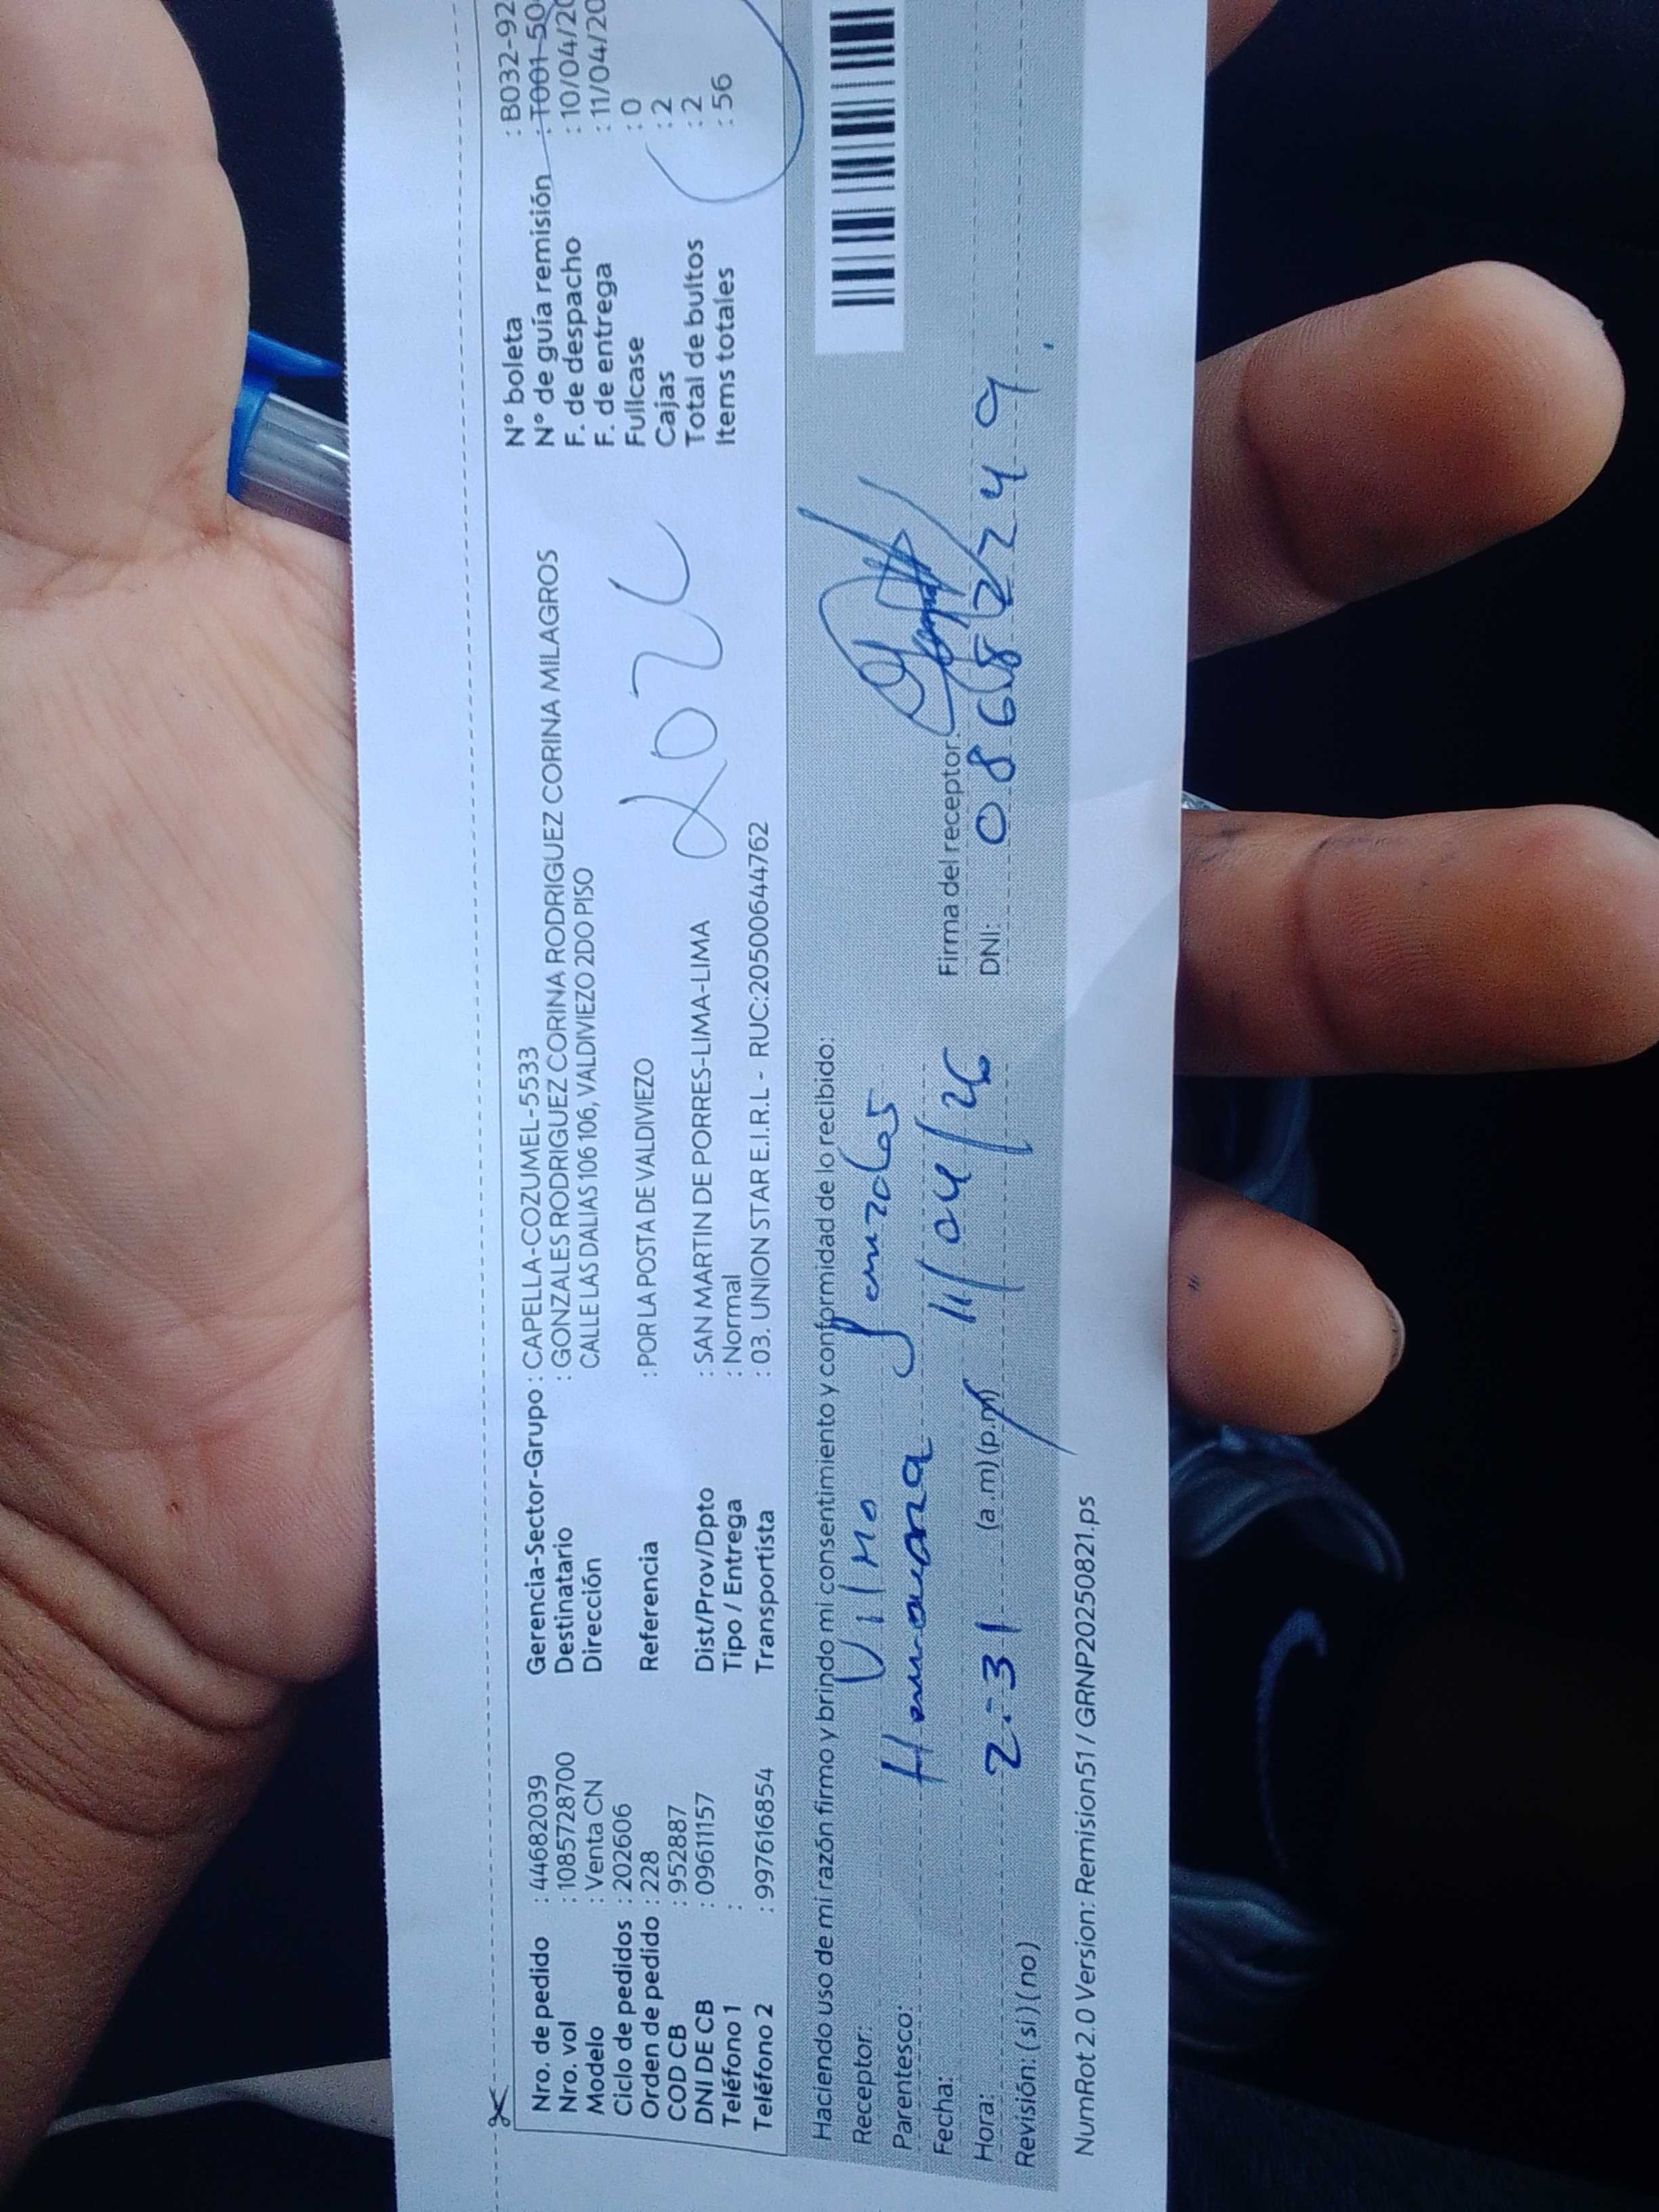 Nro. de pedido : 44682039
Nro. vol : 1085728700
Modelo : Venta CN
Ciclo de pedidos : 202606
Orden de pedido : 228
COD CB : 952887
DNI DE CB : 09611157
Teléfono 1 :
Teléfono 2 : 997616854
Gerencia-Sector-Grupo : CAPELLA-COZUMEL-5533
Destinatario : GONZALES RODRIGUEZ CORINA RODRIGUEZ CORINA MILAGROS
Dirección CALLE LAS DALIAS 106 106, VALDIVIEZO 2DO PISO
Referencia : POR LA POSTA DE VALDIVIEZO
Dist/Prov/Dpto : SAN MARTIN DE PORRES-LIMA-LIMA
Tipo / Entrega : Normal
Transportista : 03. UNION STAR E.I.R.L - RUC:20500644762
N° boleta : B032-92
N° de guía remisión : T001-50
F. de despacho : 10/04/20
F. de entrega : 11/04/20
Fullcase : 0
Cajas : 2
Total de bultos : 2
Items totales : 56
Haciendo uso de mi razón firmo y brindo mi consentimiento y conformidad de lo recibido:
Receptor:
Parentesco:
Fecha: 11/04/26
Hora: 2:31 (a.m) (p.m)
Revisión: (si) (no)
Firma del receptor:
DNI: 08688249
NumRot 2.0 Version: Remision51 / GRNP20250821.ps